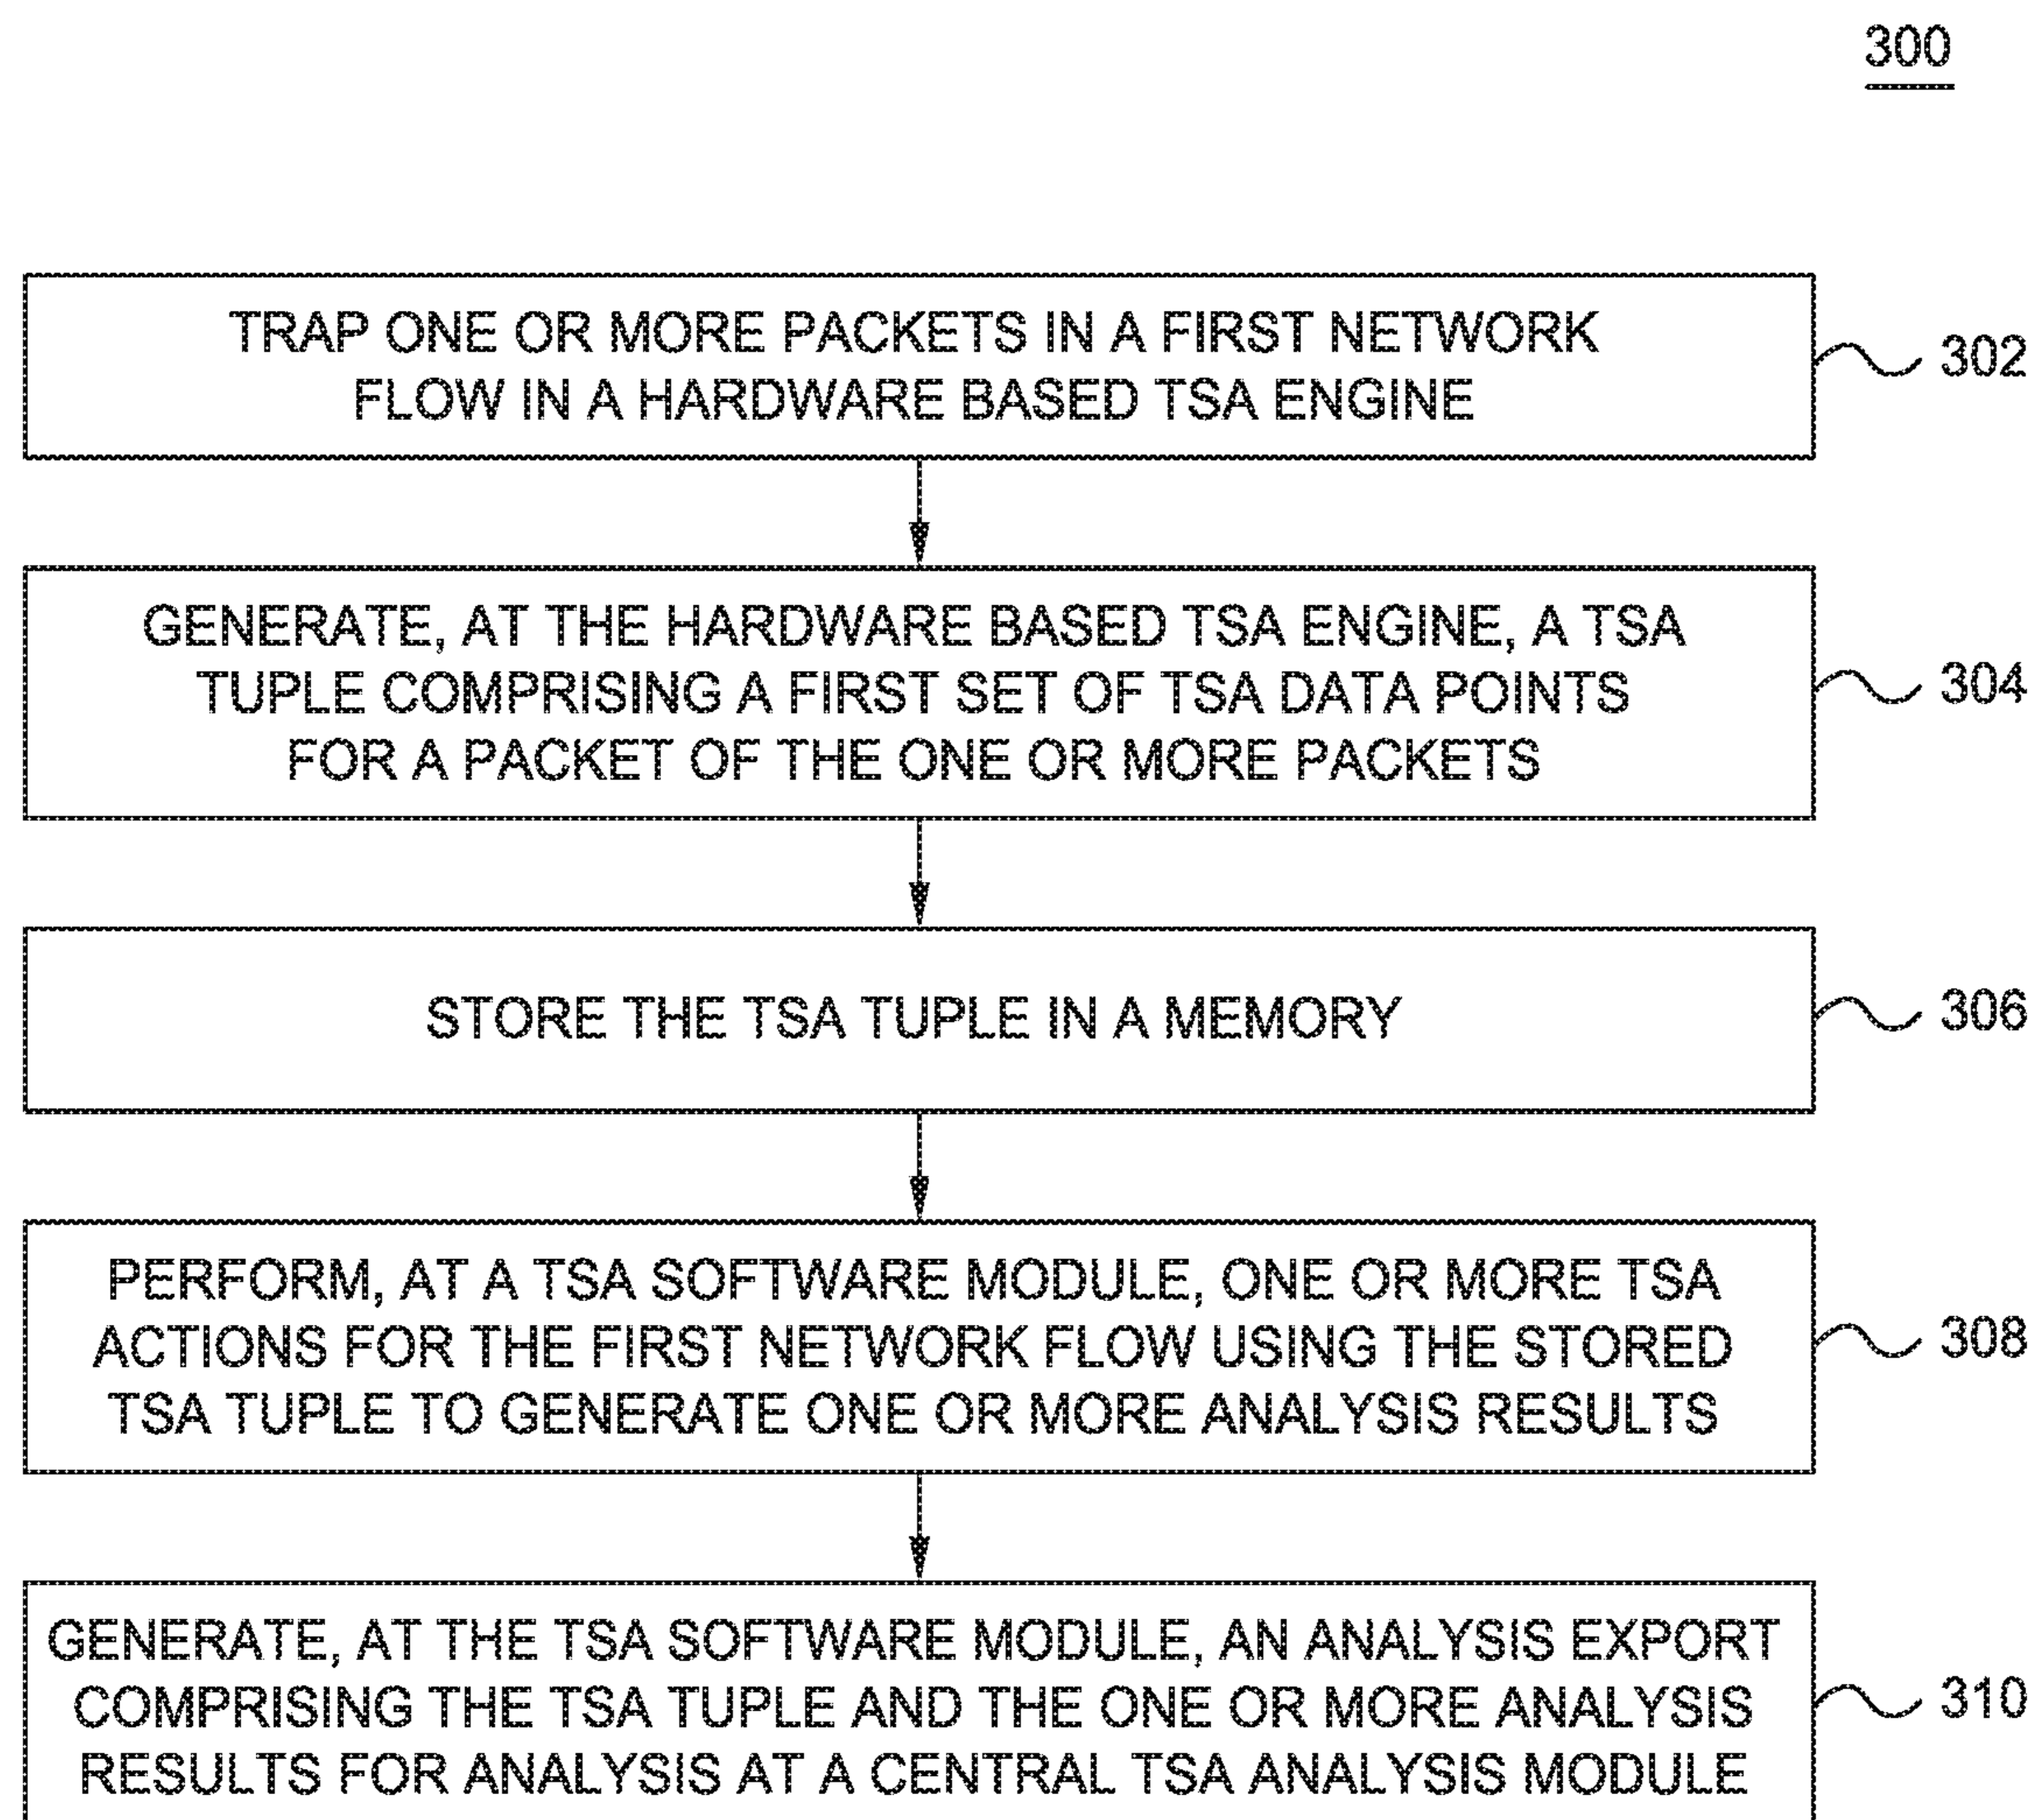 300
TRAP ONE OR MORE PACKETS IN A FIRST NETWORK
FLOW IN A HARDWARE BASED TSA ENGINE
302
GENERATE, AT THE HARDWARE BASED TSA ENGINE, A TSA
TUPLE COMPRISING A FIRST SET OF TSA DATA POINTS
FOR A PACKET OF THE ONE OR MORE PACKETS
304
STORE THE TSA TUPLE IN A MEMORY
306
PERFORM, AT A TSA SOFTWARE MODULE, ONE OR MORE TSA
ACTIONS FOR THE FIRST NETWORK FLOW USING THE STORED
TSA TUPLE TO GENERATE ONE OR MORE ANALYSIS RESULTS
308
GENERATE, AT THE TSA SOFTWARE MODULE, AN ANALYSIS EXPORT
COMPRISING THE TSA TUPLE AND THE ONE OR MORE ANALYSIS
RESULTS FOR ANALYSIS AT A CENTRAL TSA ANALYSIS MODULE
310